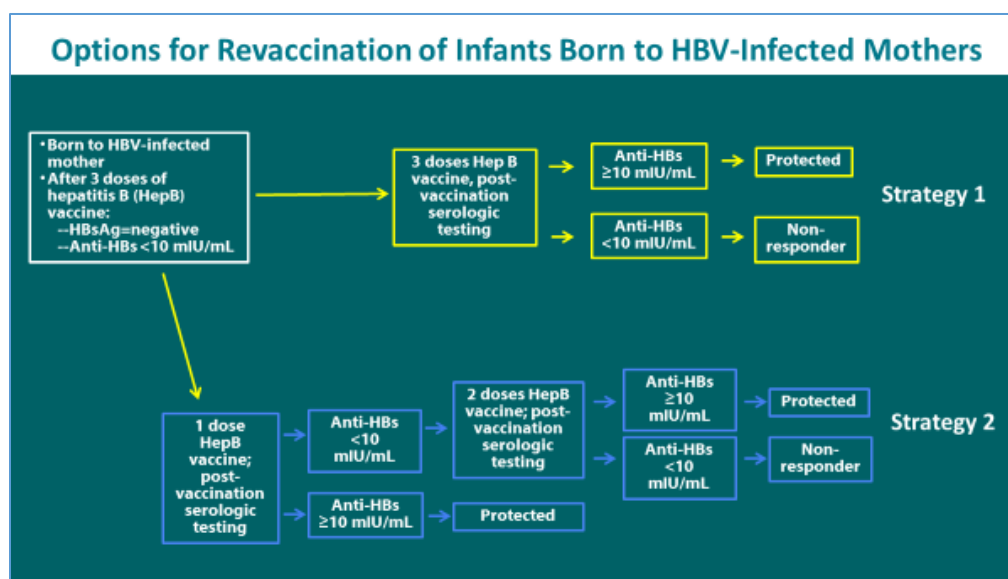 Options for Revaccination of Infants Born to HBV-Infected Mothers
•Born to HBV-infected
mother
•After 3 doses of
hepatitis B (HepB)
vaccine:
--HBsAg=negative
--Anti-HBs <10 mIU/mL
3 doses Hep B
vaccine, post-
vaccination
serologic
testing
Anti-HBs
≥10 mIU/mL
Protected
Anti-HBs
<10 mIU/mL
Non-
responder
Strategy 1
1 dose
HepB
vaccine;
post-
vaccination
serologic
testing
Anti-HBs
<10
mIU/mL
2 doses HepB
vaccine; post-
vaccination
serologic
testing
Anti-HBs
≥10
mIU/mL
Protected
Anti-HBs
<10
mIU/mL
Non-
responder
Anti-HBs
≥10 mIU/mL
Protected
Strategy 2